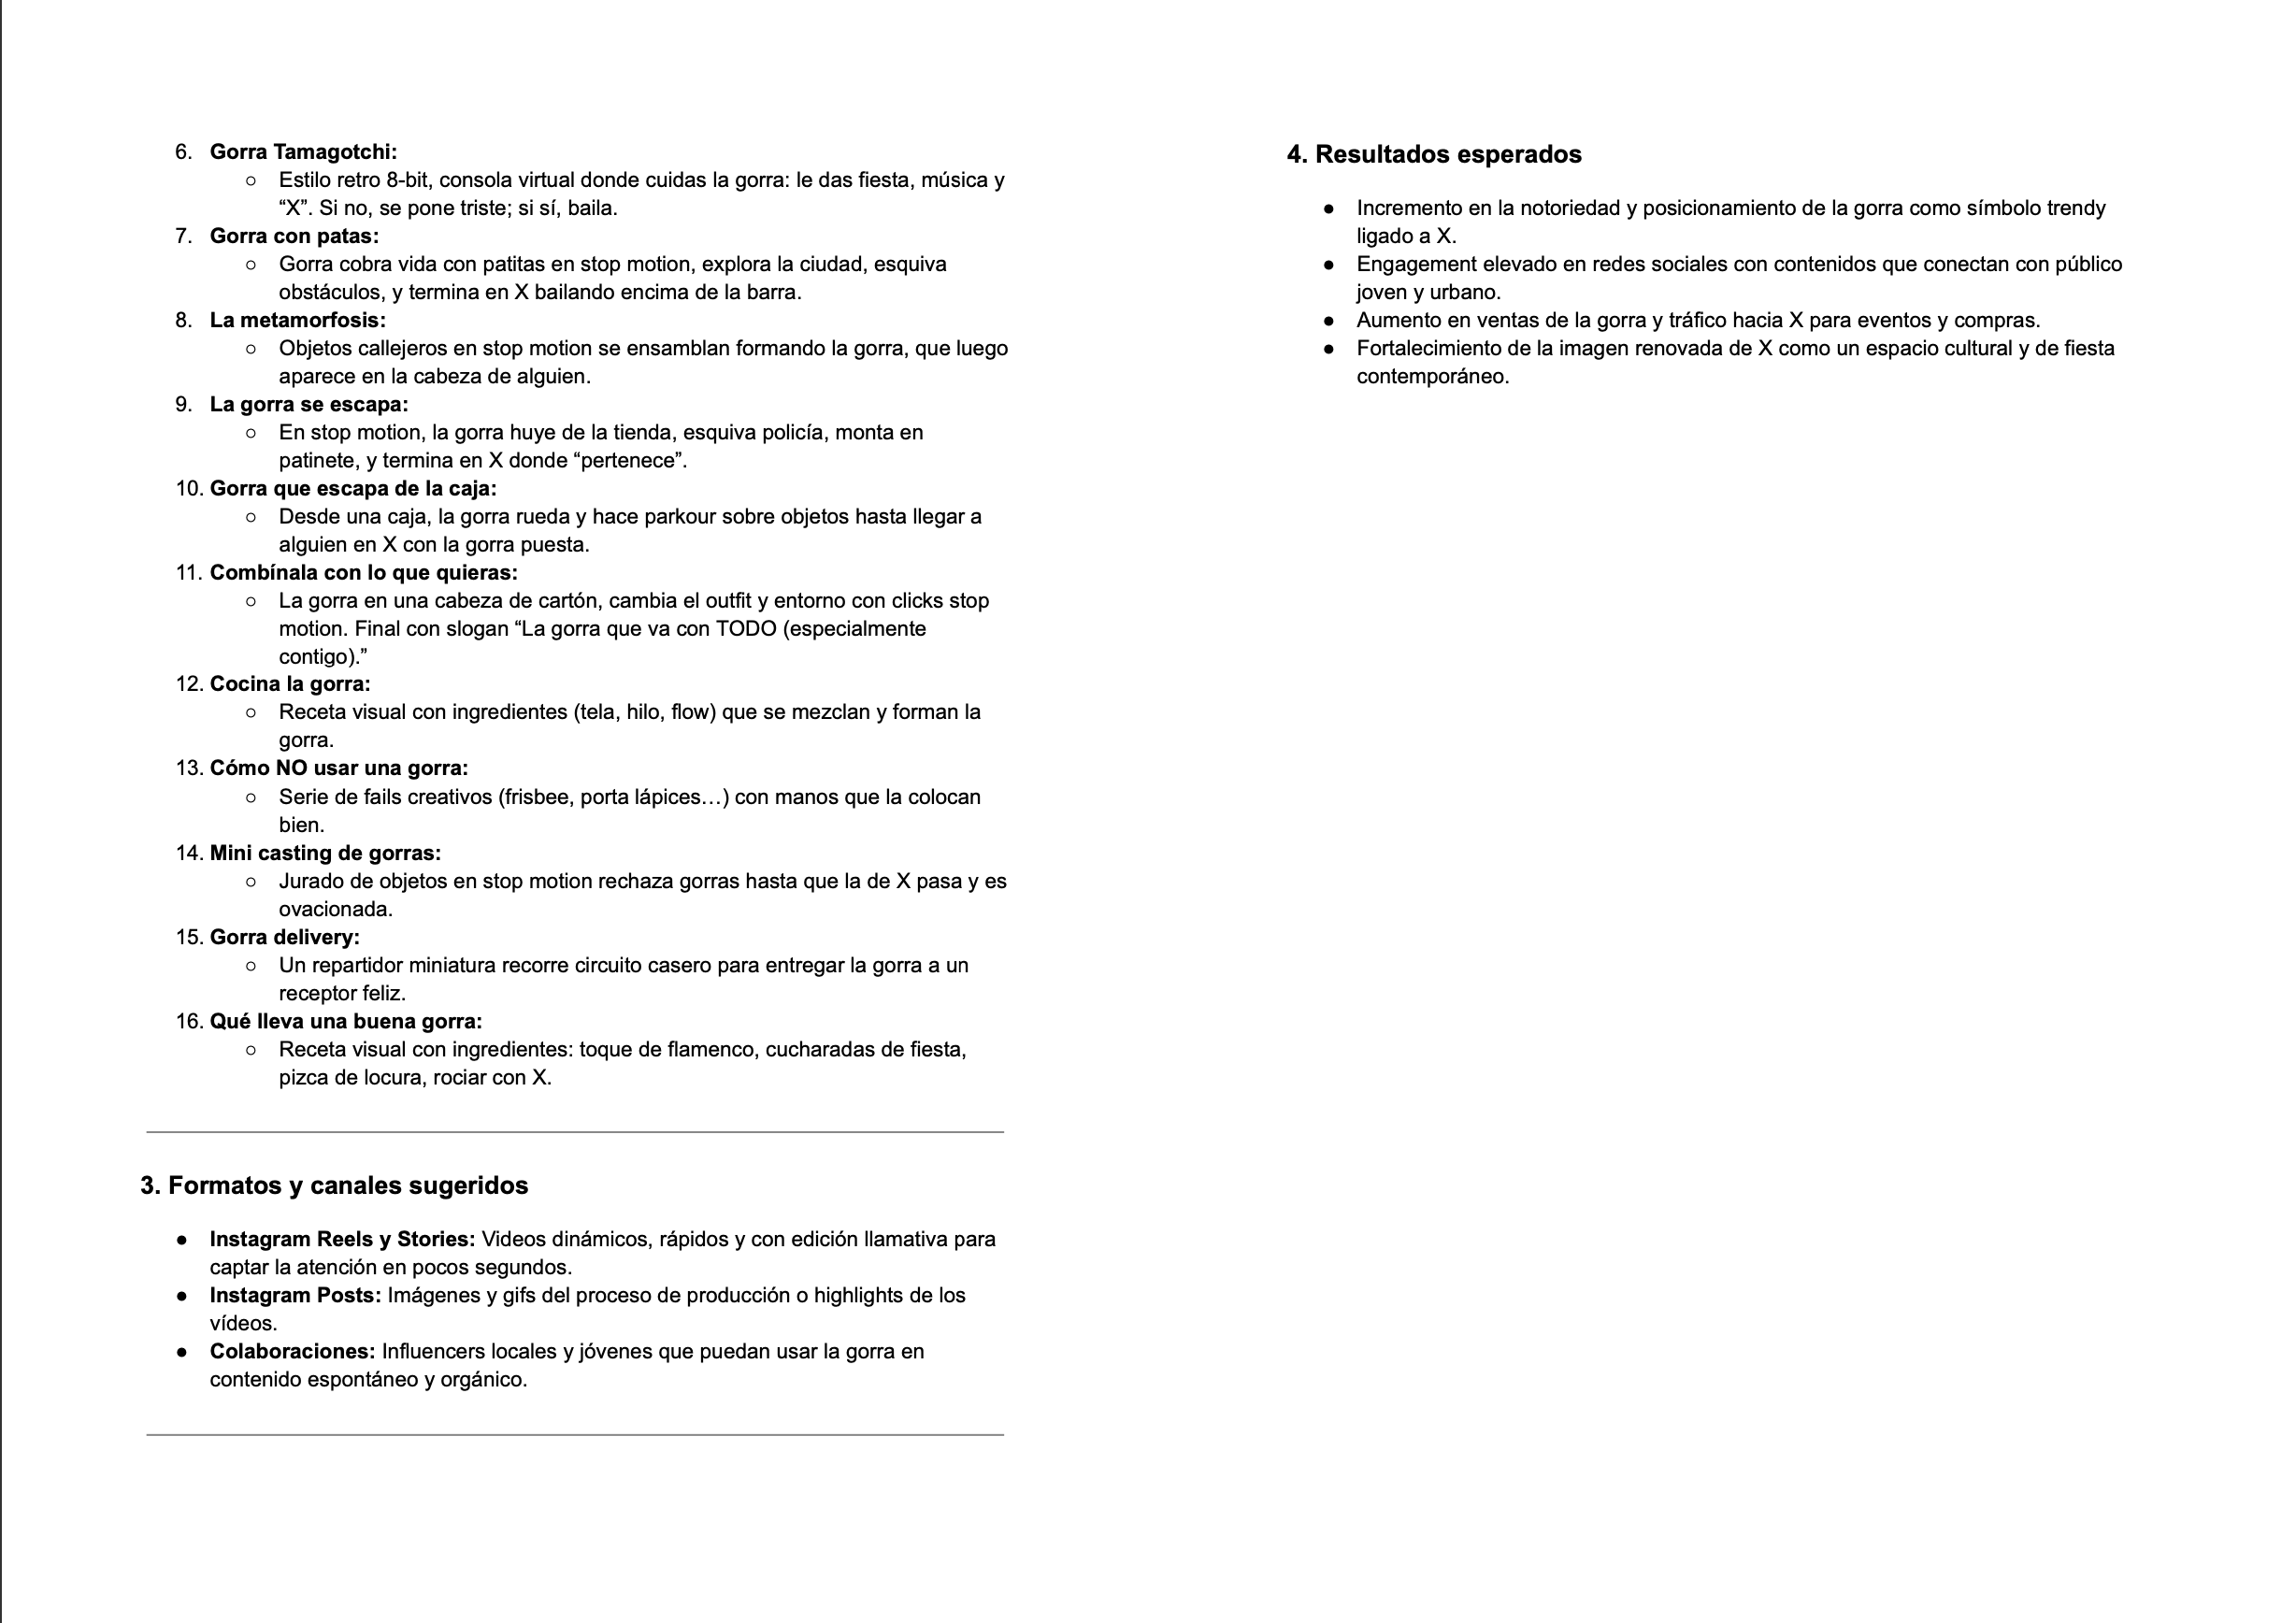 6. Gorra Tamagotchi:
○ Estilo retro 8-bit, consola virtual donde cuidas la gorra: le das fiesta, música y
“X”. Si no, se pone triste; si sí, baila.
7. Gorra con patas:
○ Gorra cobra vida con patitas en stop motion, explora la ciudad, esquiva
obstáculos, y termina en X bailando encima de la barra.
8. La metamorfosis:
○ Objetos callejeros en stop motion se ensamblan formando la gorra, que luego
aparece en la cabeza de alguien.
9. La gorra se escapa:
○ En stop motion, la gorra huye de la tienda, esquiva policía, monta en
patinete, y termina en X donde “pertenece”.
10. Gorra que escapa de la caja:
○ Desde una caja, la gorra rueda y hace parkour sobre objetos hasta llegar a
alguien en X con la gorra puesta.
11. Combínala con lo que quieras:
○ La gorra en una cabeza de cartón, cambia el outfit y entorno con clicks stop
motion. Final con slogan “La gorra que va con TODO (especialmente
contigo).”
12. Cocina la gorra:
○ Receta visual con ingredientes (tela, hilo, flow) que se mezclan y forman la
gorra.
13. Cómo NO usar una gorra:
○ Serie de fails creativos (frisbee, porta lápices…) con manos que la colocan
bien.
14. Mini casting de gorras:
○ Jurado de objetos en stop motion rechaza gorras hasta que la de X pasa y es
ovacionada.
15. Gorra delivery:
○ Un repartidor miniatura recorre circuito casero para entregar la gorra a un
receptor feliz.
16. Qué lleva una buena gorra:
○ Receta visual con ingredientes: toque de flamenco, cucharadas de fiesta,
pizca de locura, rociar con X.
3. Formatos y canales sugeridos
● Instagram Reels y Stories: Videos dinámicos, rápidos y con edición llamativa para
captar la atención en pocos segundos.
● Instagram Posts: Imágenes y gifs del proceso de producción o highlights de los
vídeos.
● Colaboraciones: Influencers locales y jóvenes que puedan usar la gorra en
contenido espontáneo y orgánico.
4. Resultados esperados
● Incremento en la notoriedad y posicionamiento de la gorra como símbolo trendy
ligado a X.
● Engagement elevado en redes sociales con contenidos que conectan con público
joven y urbano.
● Aumento en ventas de la gorra y tráfico hacia X para eventos y compras.
● Fortalecimiento de la imagen renovada de X como un espacio cultural y de fiesta
contemporáneo.